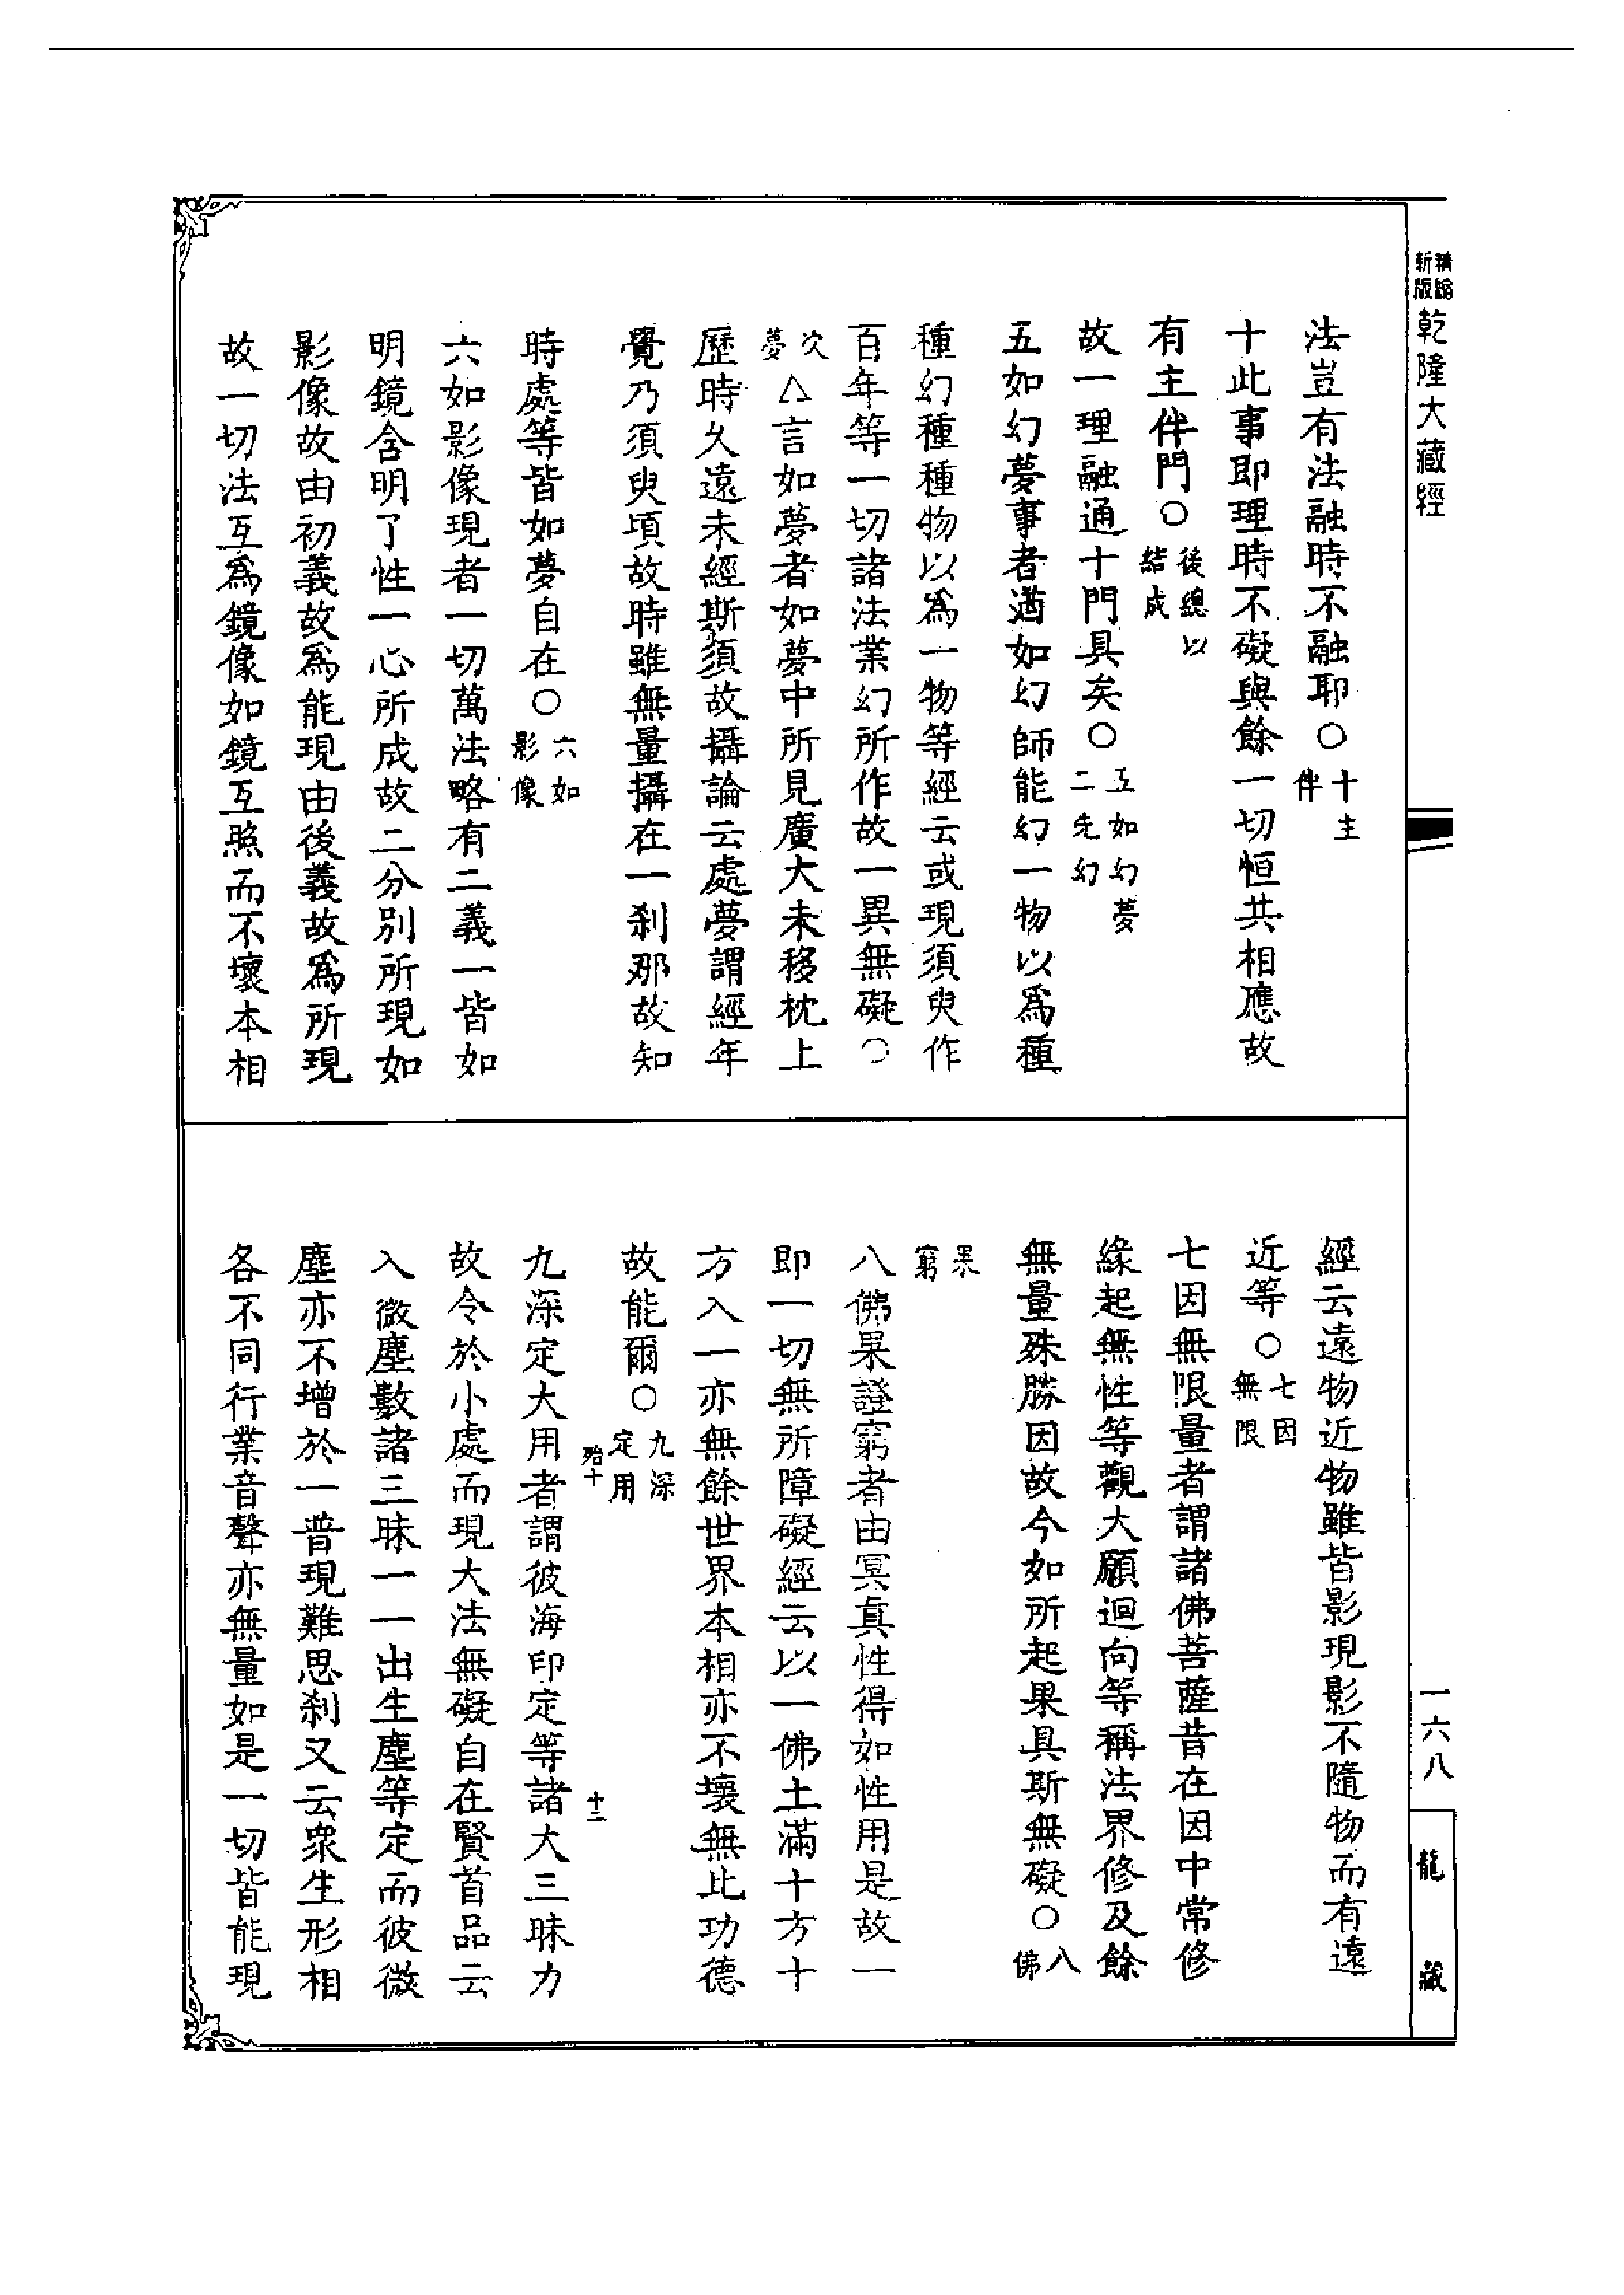 精編
新版
乾隆大藏經
法豈有法融時不融耶○十主
伴
十此事即理時不礙與餘一切恒共相應故
有主伴門○後總以
結成
故一理融通十門具矣○五如幻夢
二先幻
五如幻夢事者猶如幻師能幻一物以為種
種幻種種物以為一物等經云或現須臾作
百年等一切諸法業幻所作故一異無礙○
次
夢
△言如夢者如夢中所見廣大未移枕上
歷時久遠未經斯須故攝論云處夢謂經年
覺乃須臾頃故時雖無量攝在一剎那故知
時處等皆如夢自在○六如
影像
六如影像現者一切萬法略有二義一皆如
明鏡含明了性一心所成故二分別所現如
影像故由初義故為能現由後義故為所現
故一切法互為鏡像如鏡互照而不壞本相
經云遠物近物雖皆影現影不隨物而有遠
近等○七因
無限
七因無限量者謂諸佛菩薩昔在因中常修
緣起無性等觀大願迴向等稱法界修及餘
無量殊勝因故今如所起果具斯無礙○八
佛
果
窮
八佛果證窮者由冥真性得如性用是故一
即一切無所障礙經云以一佛土滿十方十
方入一亦無餘世界本相亦不壞無此功德
故能爾○九深
定用
殆十
十二
九深定大用者謂彼海印定等諸大三昧力
故令於小處而現大法無礙自在賢首品云
入微塵數諸三昧一一出生塵等定而彼微
塵亦不增於一普現難思剎又云眾生形相
各不同行業音聲亦無量如是一切皆能現
一六八
龍藏